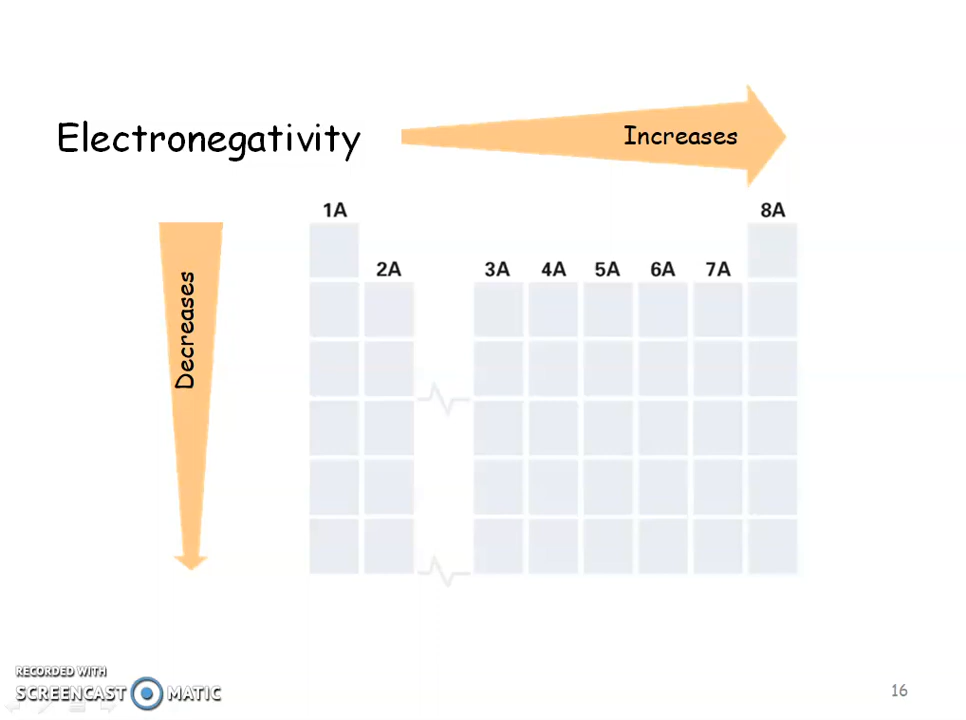 Electronegativity
Increases
1A
8A
2A
3A
4A
5A
6A
7A
Decreases
RECORDED WITH
SCREENCAST MATIC
16